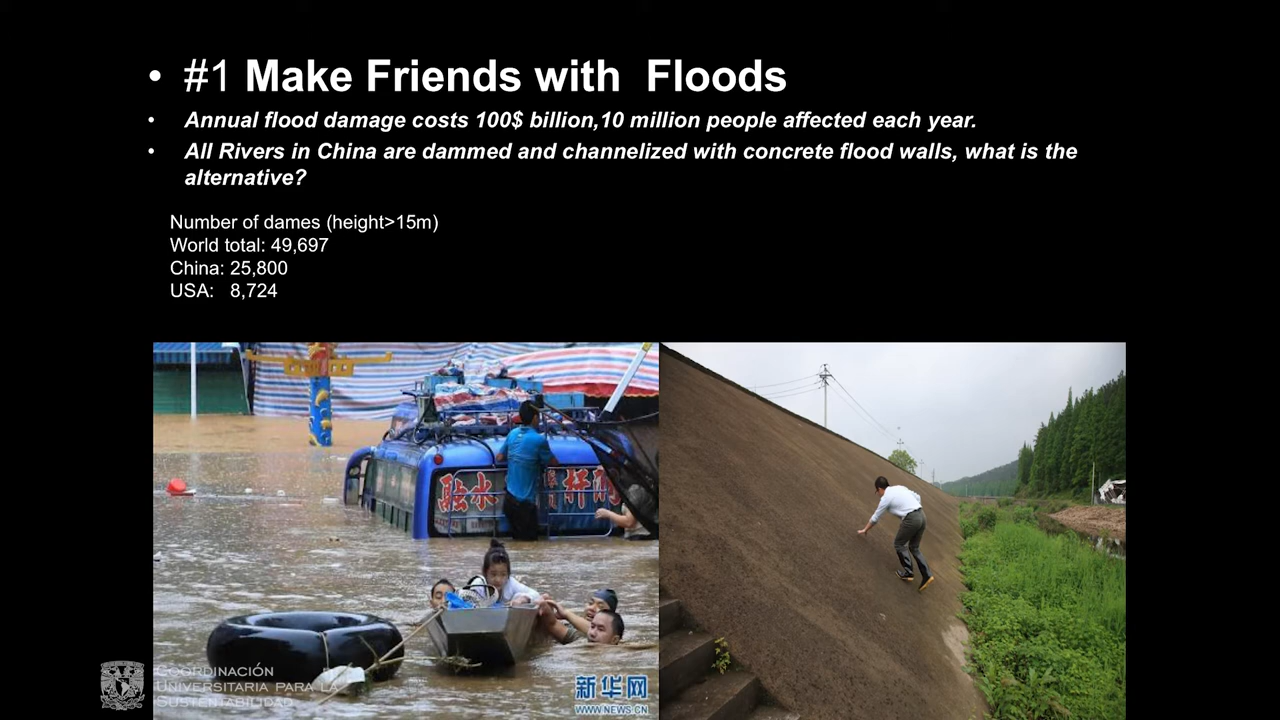 • #1 Make Friends with Floods
• Annual flood damage costs 100$ billion,10 million people affected each year.
• All Rivers in China are dammed and channelized with concrete flood walls, what is the
alternative?
Number of dames (height>15m)
World total: 49,697
China: 25,800
USA: 8,724
融水
杯
COORDINACIÓN
UNIVERSITARIA PARA LA
SUSTENTABILIDAD
新华网
WWW.NEWS.CN